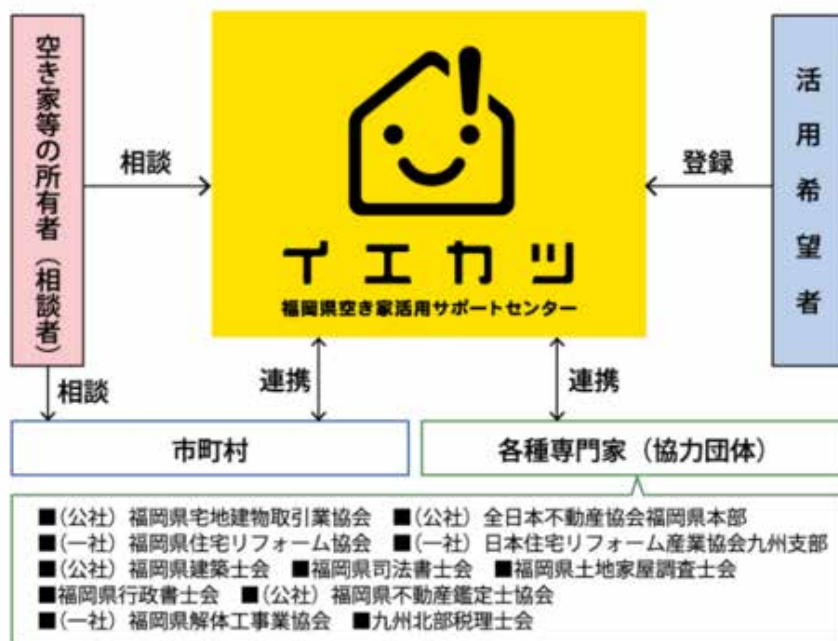 空き家等の所有者（相談者）
相談
イエカツ
福岡県空き家活用サポートセンター
登録
活用希望者
相談
連携
連携
市町村
各種専門家（協力団体）
■(公社) 福岡県宅地建物取引業協会 ■(公社) 全日本不動産協会福岡県本部
■(一社) 福岡県住宅リフォーム協会 ■(一社) 日本住宅リフォーム産業協会九州支部
■(公社) 福岡県建築士会 ■福岡県司法書士会 ■福岡県土地家屋調査士会
■福岡県行政書士会 ■(公社) 福岡県不動産鑑定士協会
■(一社) 福岡県解体工事業協会 ■九州北部税理士会